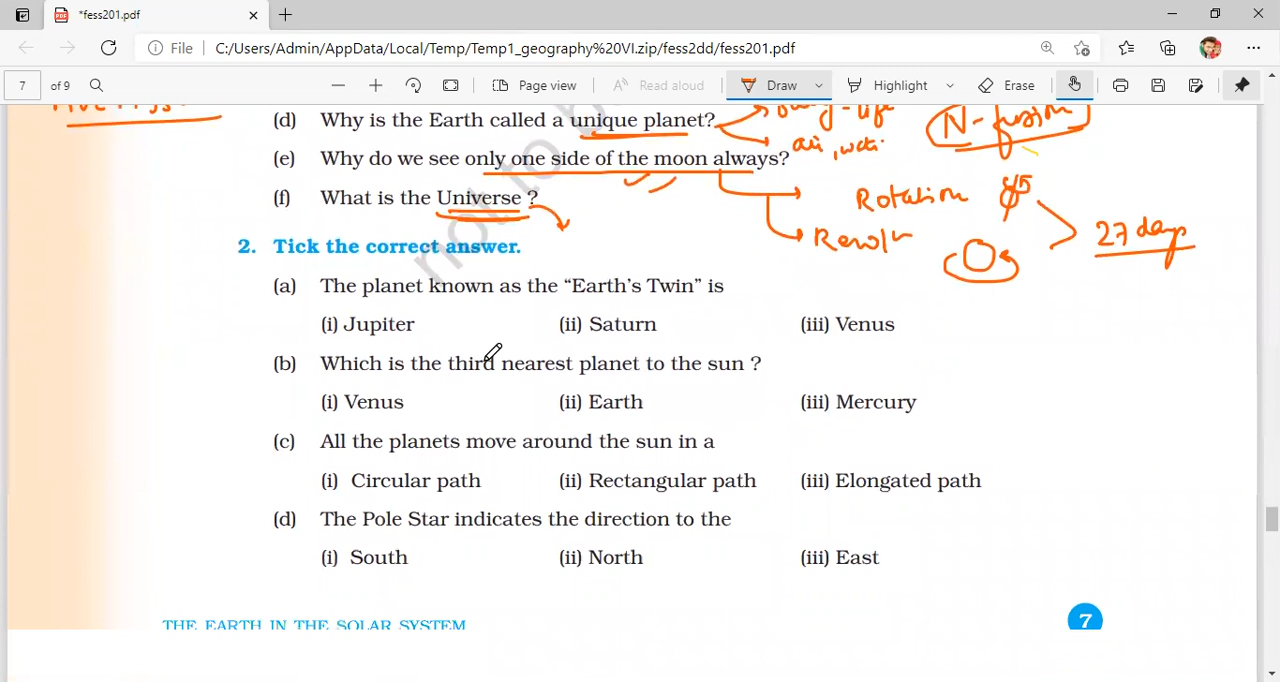 *fess201.pdf
File C:/Users/Admin/AppData/Local/Temp/Temp1_geography%20VI.zip/fess2dd/fess201.pdf
7 of 9 Page view Read aloud Draw Highlight Erase
(d) Why is the Earth called a unique planet?
air, wate
N-fusion
(e) Why do we see only one side of the moon always?
Rotation
(f) What is the Universe ?
27 days
2. Tick the correct answer.
(a) The planet known as the “Earth’s Twin” is
(i) Jupiter (ii) Saturn (iii) Venus
(b) Which is the third nearest planet to the sun ?
(i) Venus (ii) Earth (iii) Mercury
(c) All the planets move around the sun in a
(i) Circular path (ii) Rectangular path (iii) Elongated path
(d) The Pole Star indicates the direction to the
(i) South (ii) North (iii) East
THE EARTH IN THE SOLAR SYSTEM
7
not to b